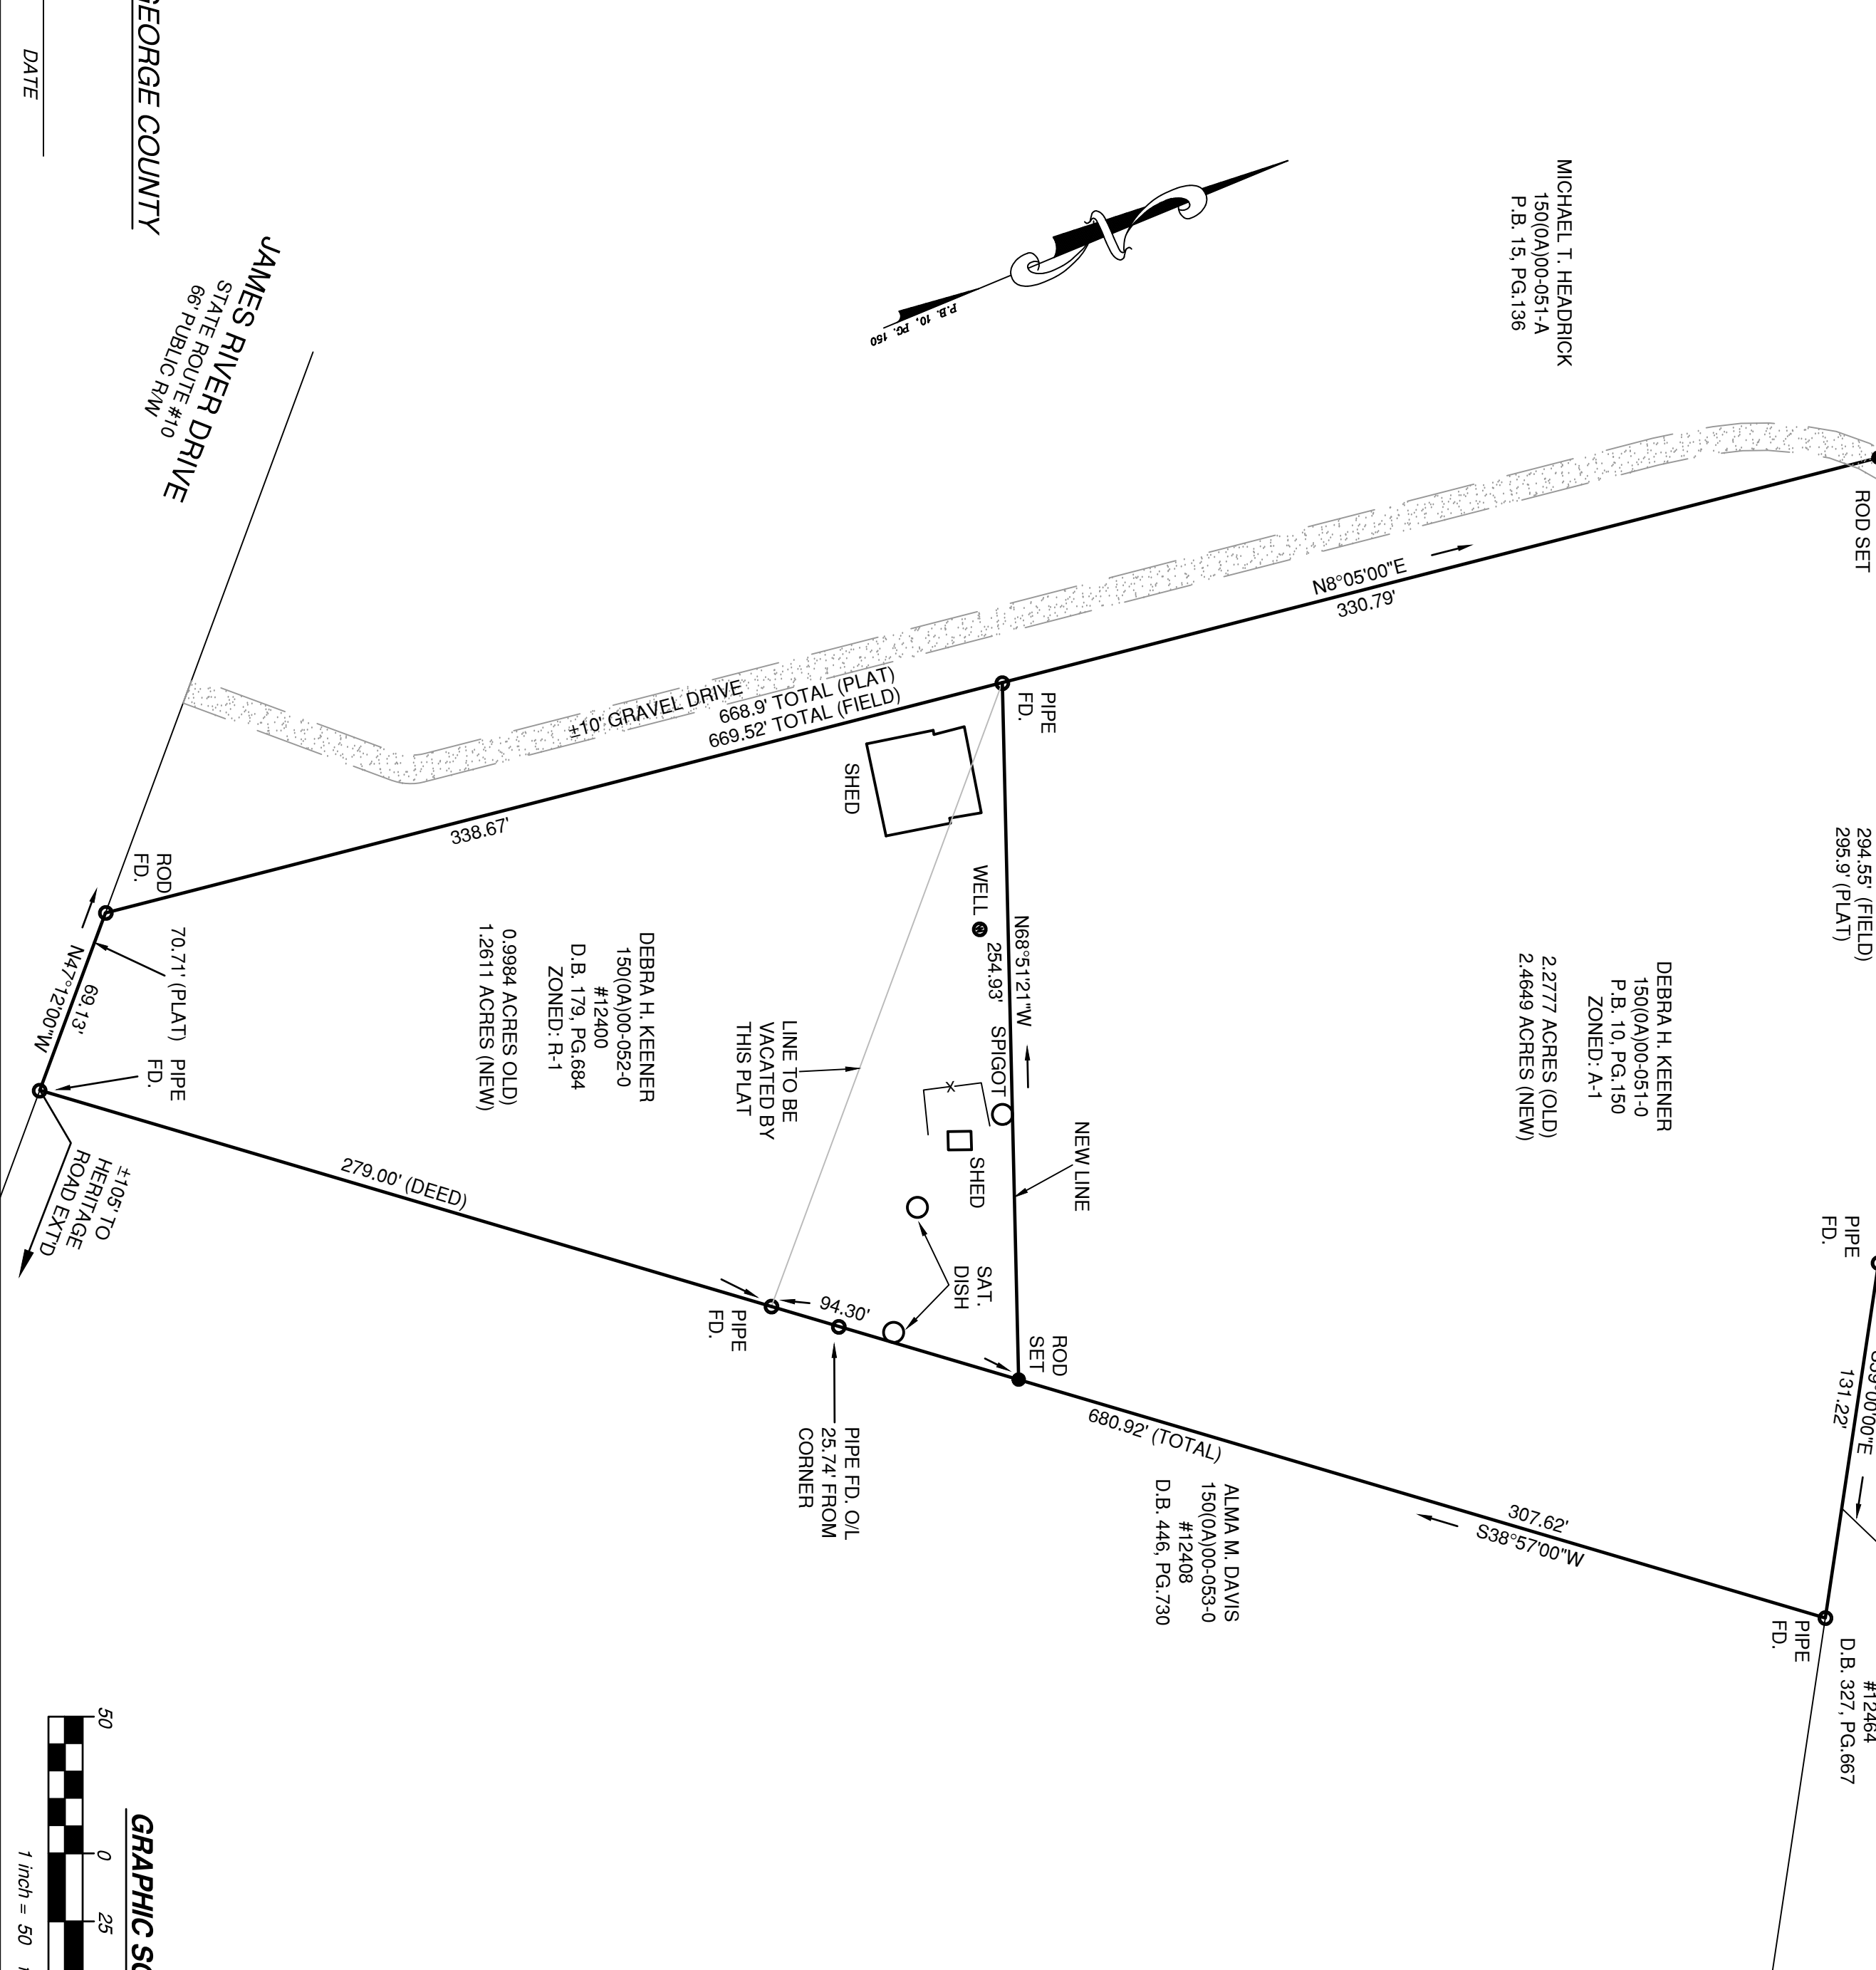 MICHAEL T. HEADRICK
150(0A)00-051-A
P.B. 15, PG.136
P.B. 10, PG. 150
N
ROD SET
N8°05'00"E
330.79'
294.55' (FIELD)
295.9' (PLAT)
DEBRA H. KEENER
150(0A)00-051-0
P.B. 10, PG.150
ZONED: A-1
2.2777 ACRES (OLD)
2.4649 ACRES (NEW)
PIPE
FD.
131.22'
#12464
D.B. 327, PG.667
PIPE
FD.
307.62'
S38°57'00"W
680.92' (TOTAL)
ALMA M. DAVIS
150(0A)00-053-0
#12408
D.B. 446, PG.730
PIPE
FD.
±10' GRAVEL DRIVE
668.9' TOTAL (PLAT)
669.52' TOTAL (FIELD)
338.67'
SHED
WELL
W
N68°51'21"W
254.93'
SPIGOT
NEW LINE
X
SHED
SAT.
DISH
ROD
SET
94.30'
PIPE
FD.
PIPE FD. O/L
25.74' FROM
CORNER
LINE TO BE
VACATED BY
THIS PLAT
DEBRA H. KEENER
150(0A)00-052-0
#12400
D.B. 179, PG.684
ZONED: R-1
0.9984 ACRES OLD)
1.2611 ACRES (NEW)
279.00' (DEED)
ROD
FD.
70.71' (PLAT)
69.13'
N47°12'00"W
PIPE
FD.
±105' TO
HERITAGE
ROAD EXT'D
JAMES RIVER DRIVE
STATE ROUTE #10
66' PUBLIC R/W
GEORGE COUNTY
DATE
GRAPHIC
50
0
25
1 inch = 50